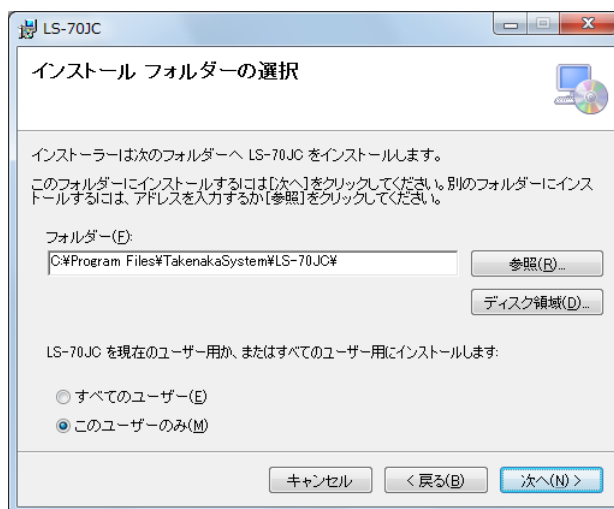 LS-70JC
インストール フォルダーの選択
インストーラーは次のフォルダーへ LS-70JC をインストールします。
このフォルダーにインストールするには[次へ]をクリックしてください。別のフォルダーにインス
トールするには、アドレスを入力するか[参照]をクリックしてください。
フォルダー(F):
C:¥Program Files¥TakenakaSystem¥LS-70JC¥
参照(R)...
ディスク領域(D)...
LS-70JC を現在のユーザー用か、またはすべてのユーザー用にインストールします:
すべてのユーザー(E)
このユーザーのみ(M)
キャンセル
< 戻る(B)
次へ(N) >